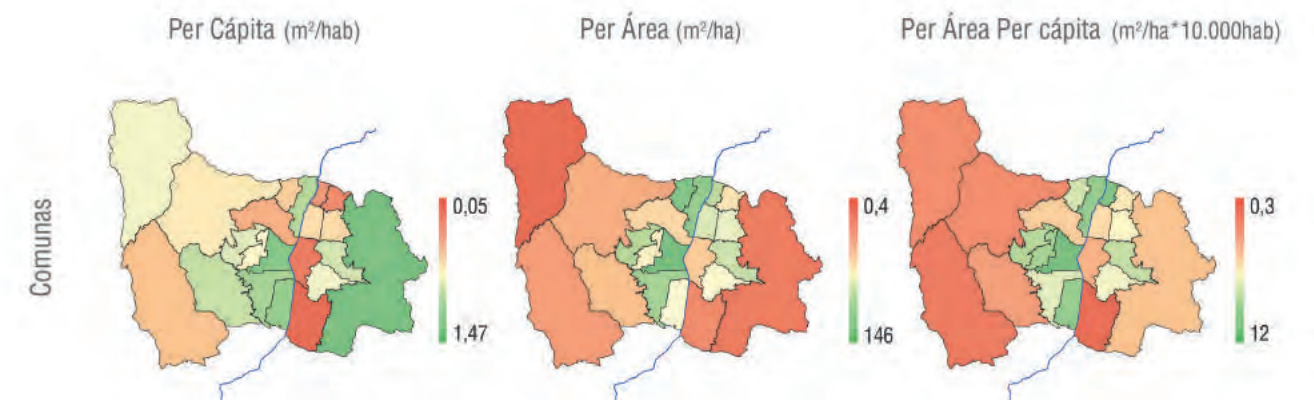 Per Cápita (m²/hab)
Per Área (m²/ha)
Per Área Per cápita (m²/ha*10.000hab)
Comunas
0,05
1,47
0,4
146
0,3
12